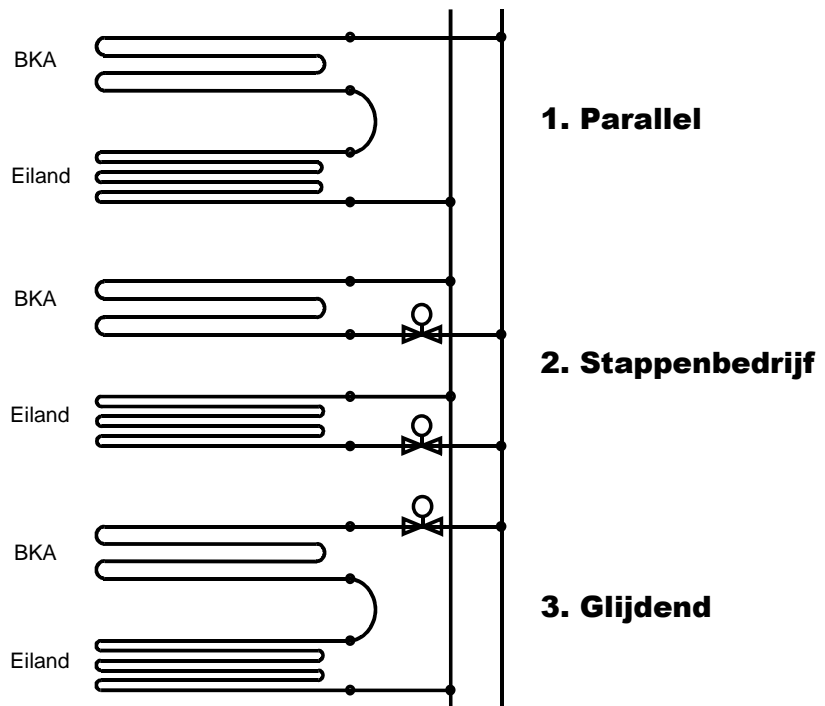 BKA
1. Parallel
Eiland
BKA
2. Stappenbedrijf
Eiland
BKA
3. Glijdend
Eiland